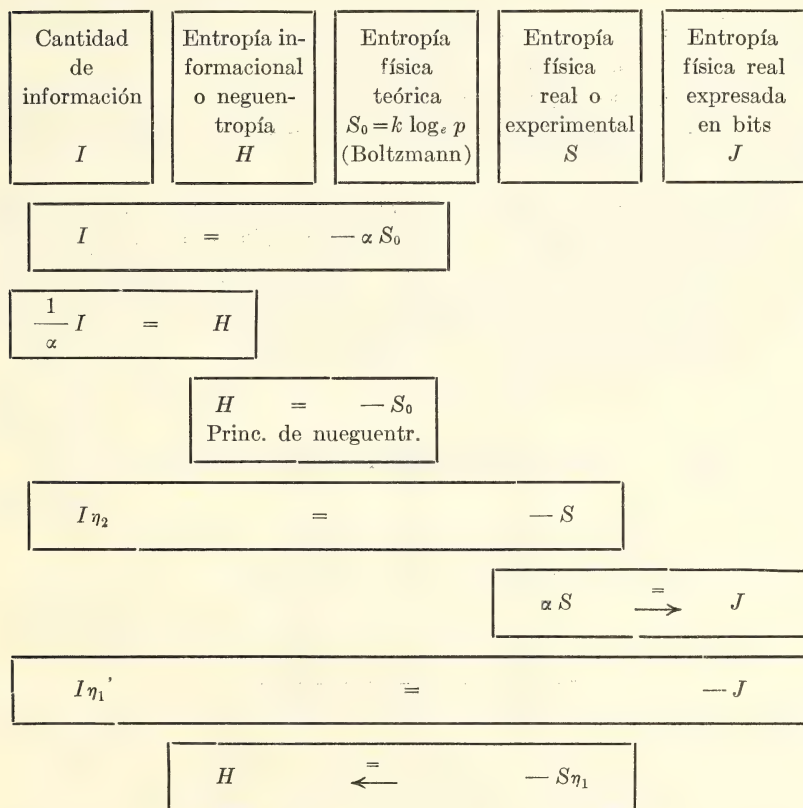 Cantidad
de
información
I
Entropía in-
formacional
o neguen-
tropía
H
Entropía
física
teórica
S₀ = k logₑ p
(Boltzmann)
Entropía
física
real o
experimental
S
Entropía
física real
expresada
en bits
J
I = — α S₀
1/α I = H
H = — S₀
Princ. de nueguentr.
I η₂ = — S
α S =⟶ J
I η₁' = — J
H =⟵ — Sη₁